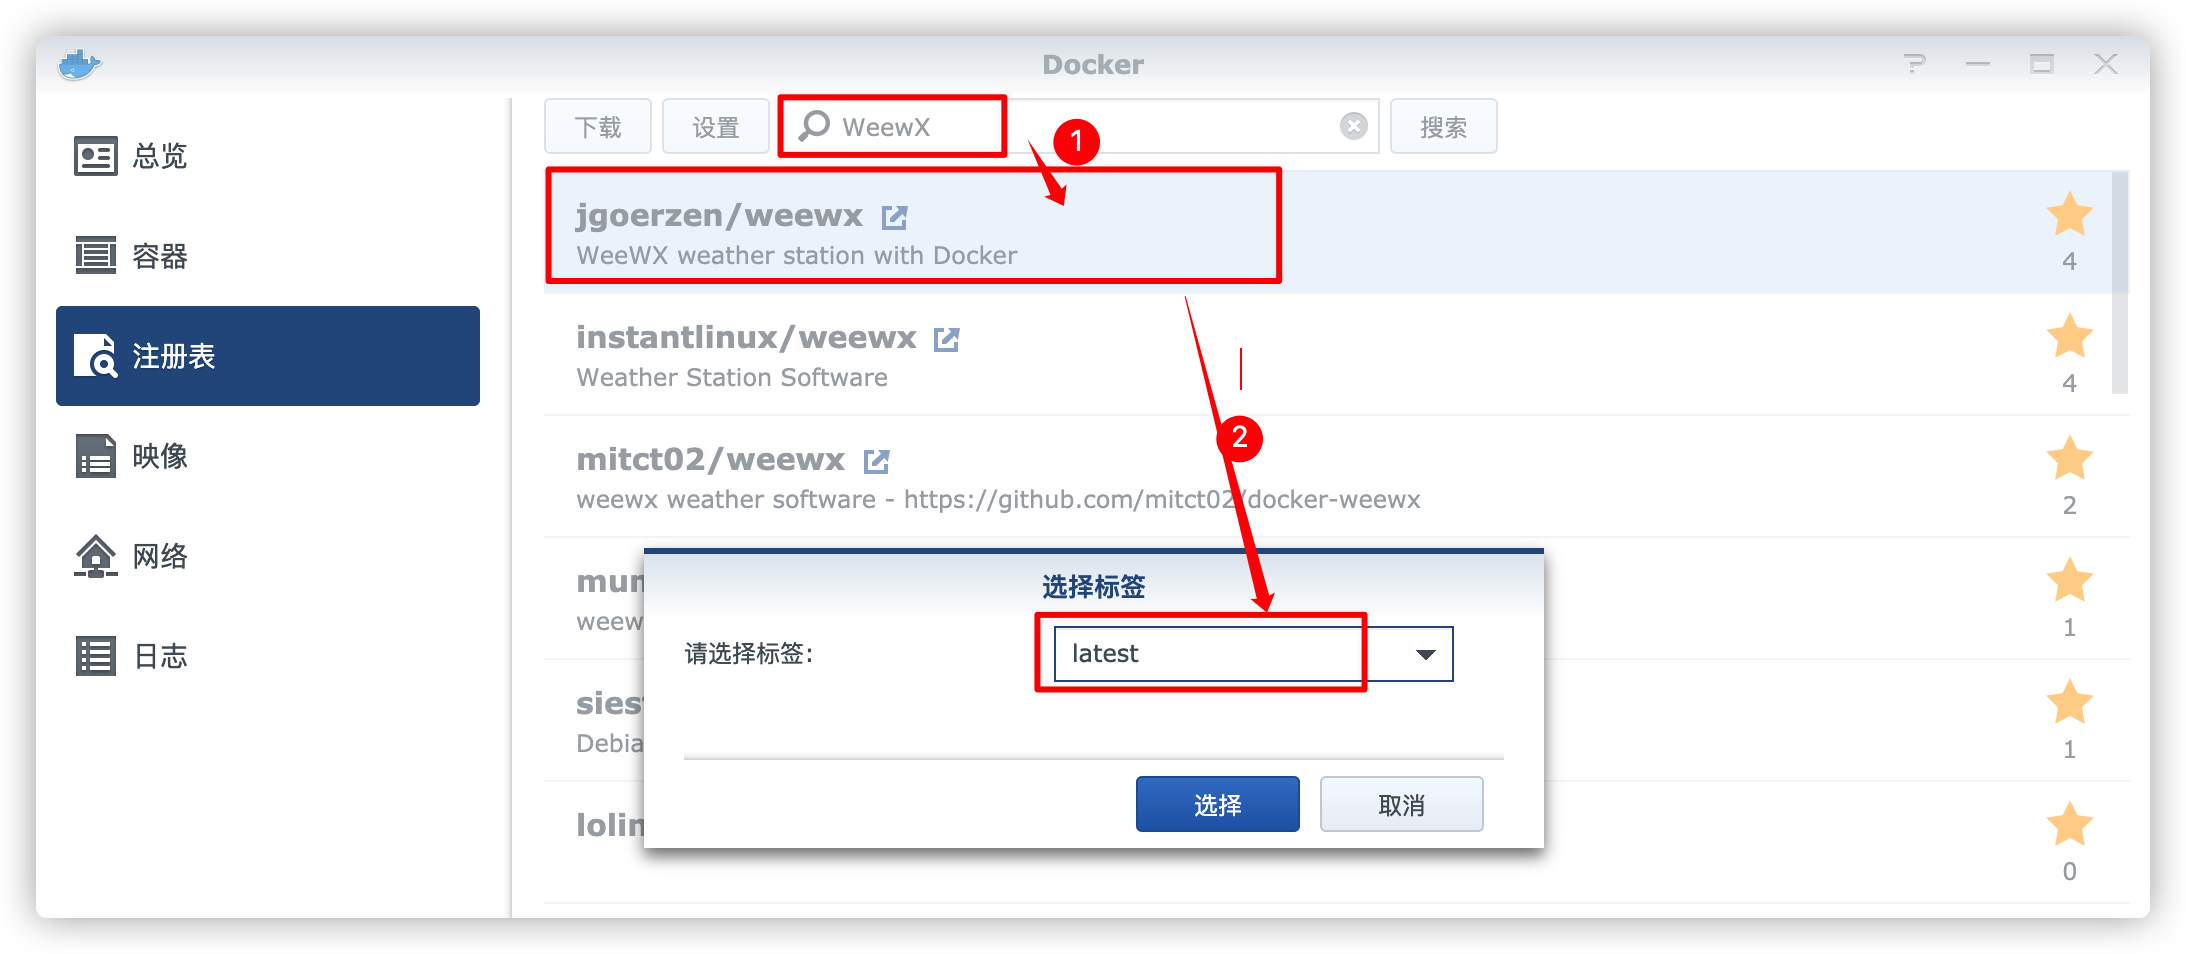 Docker
总览
容器
注册表
映像
网络
日志
下载
设置
WeewX
搜索
1
jgoerzen/weewx
WeeWX weather station with Docker
4
instantlinux/weewx
Weather Station Software
4
2
mitct02/weewx
weewx weather software - https://github.com/mitct02/docker-weewx
2
mun
weew
1
sies
Debia
1
lolin
0
选择标签
请选择标签:
latest
选择
取消